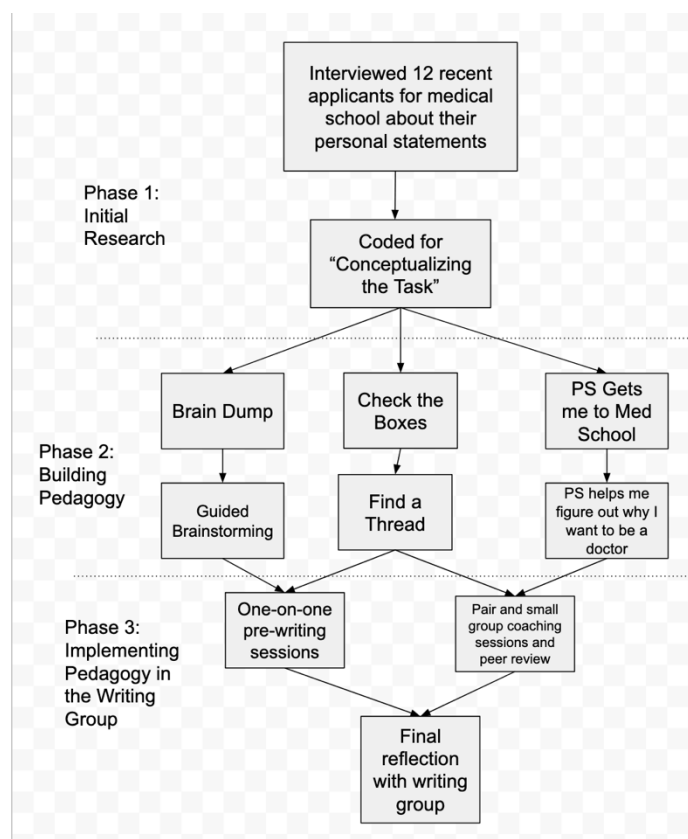 Interviewed 12 recent
applicants for medical
school about their
personal statements
Phase 1:
Initial
Research
Coded for
“Conceptualizing
the Task”
Phase 2:
Building
Pedagogy
Brain Dump
Check the
Boxes
PS Gets
me to Med
School
Guided
Brainstorming
Find a
Thread
PS helps me
figure out why I
want to be a
doctor
Phase 3:
Implementing
Pedagogy in
the Writing
Group
One-on-one
pre-writing
sessions
Pair and small
group coaching
sessions and
peer review
Final
reflection
with writing
group